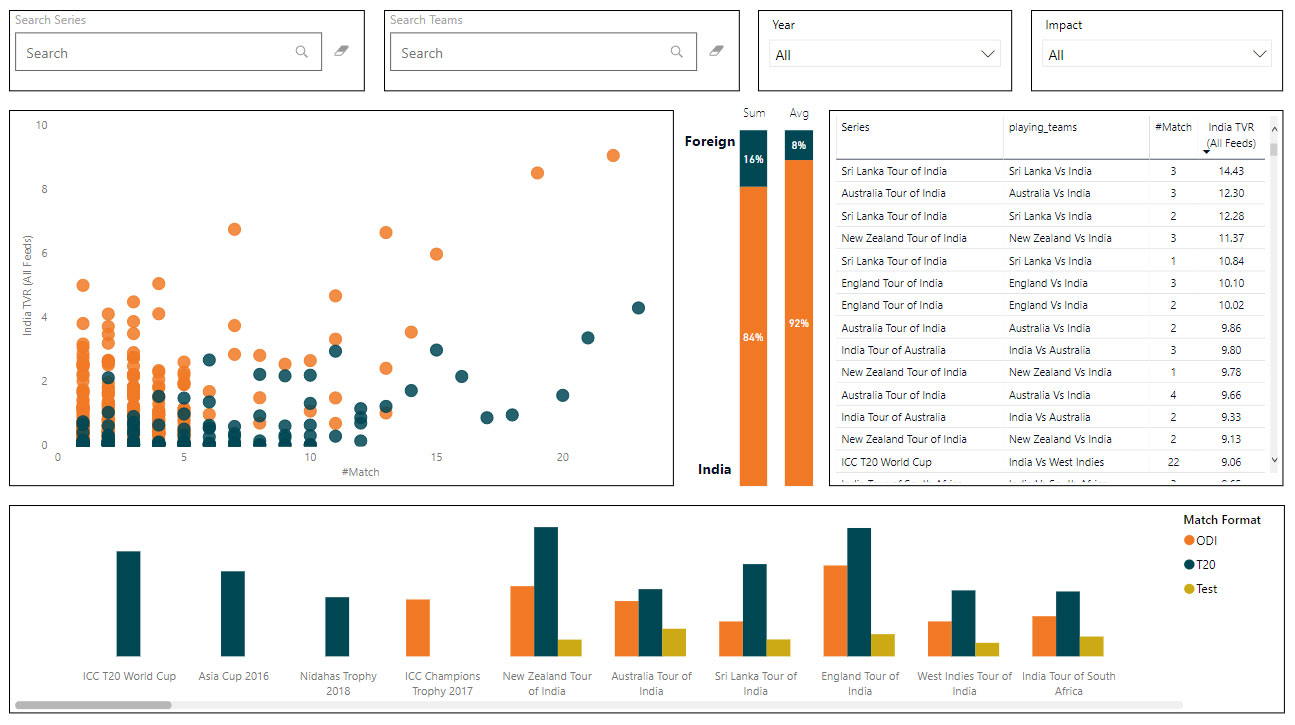 Search Series
Search
Search Teams
Search
Year
All
Impact
All
10
8
6
4
2
0
India TVR (All Feeds)
0 5 10 15 20
#Match
Sum Avg
Foreign
16% 8%
84% 92%
India
Series playing_teams #Match India TVR
(All Feeds)
Sri Lanka Tour of India Sri Lanka Vs India 3 14.43
Australia Tour of India Australia Vs India 3 12.30
Sri Lanka Tour of India Sri Lanka Vs India 2 12.28
New Zealand Tour of India New Zealand Vs India 3 11.37
Sri Lanka Tour of India Sri Lanka Vs India 1 10.84
England Tour of India England Vs India 3 10.10
England Tour of India England Vs India 2 10.02
Australia Tour of India Australia Vs India 2 9.86
India Tour of Australia India Vs Australia 3 9.80
New Zealand Tour of India New Zealand Vs India 1 9.78
Australia Tour of India Australia Vs India 4 9.66
India Tour of Australia India Vs Australia 2 9.33
New Zealand Tour of India New Zealand Vs India 2 9.13
ICC T20 World Cup India Vs West Indies 22 9.06
Match Format
ODI
T20
Test
ICC T20 World Cup
Asia Cup 2016
Nidahas Trophy
2018
ICC Champions
Trophy 2017
New Zealand Tour
of India
Australia Tour of
India
Sri Lanka Tour of
India
England Tour of
India
West Indies Tour of
India
India Tour of South
Africa